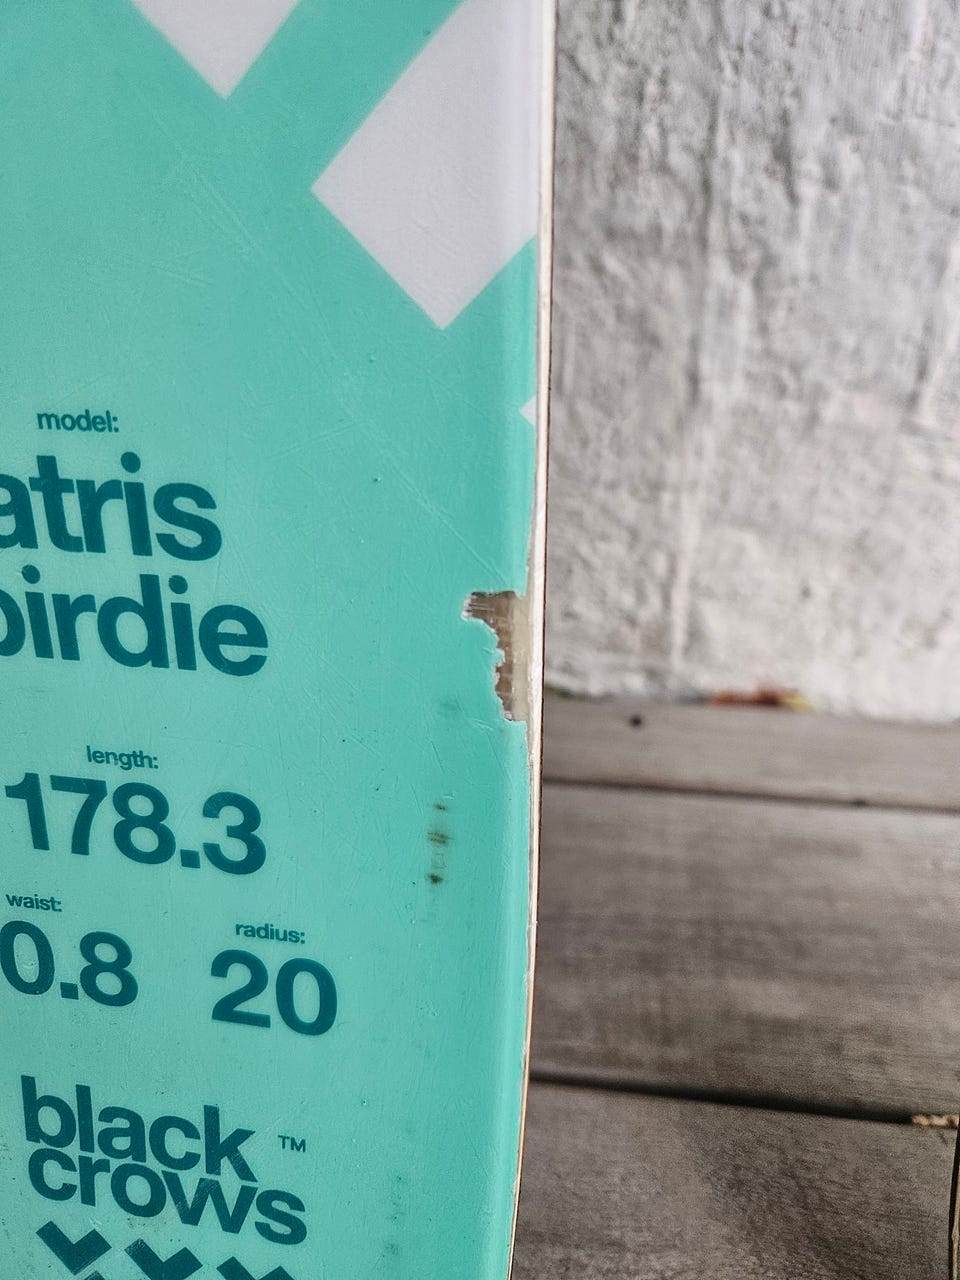 model:
atris
birdie
length:
178.3
waist:
0.8
radius:
20
black
crows
™